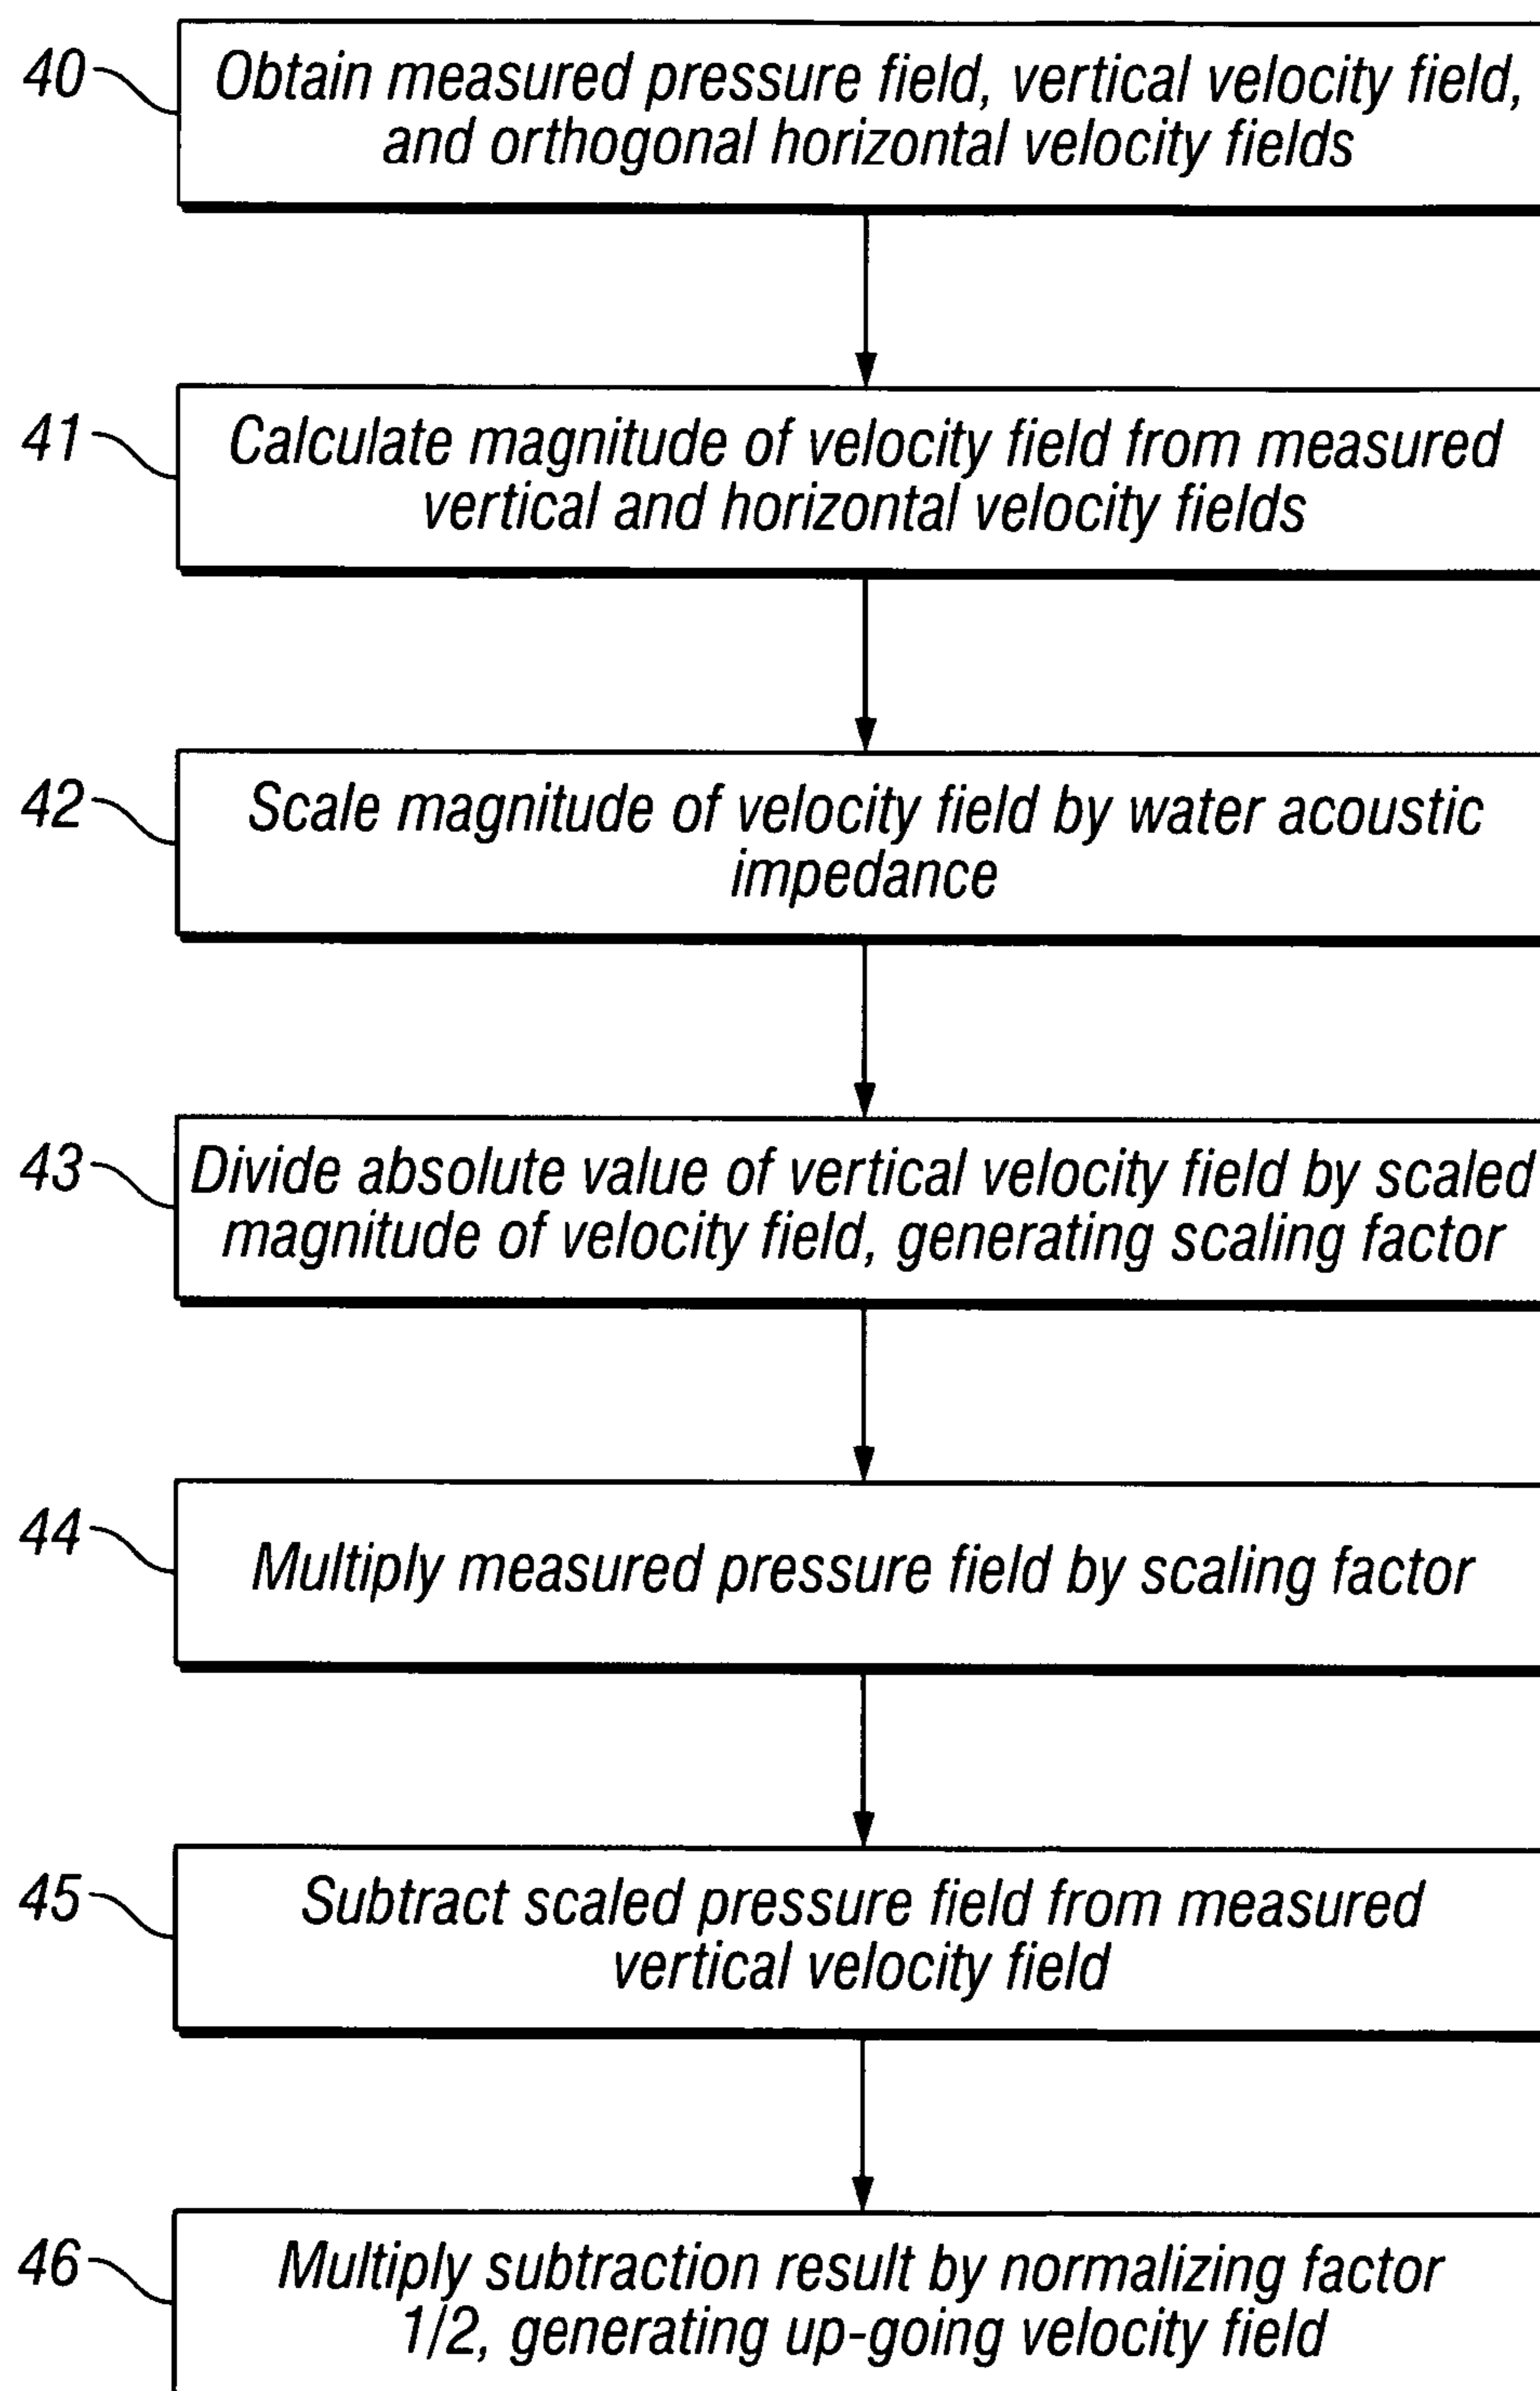 40
Obtain measured pressure field, vertical velocity field,
and orthogonal horizontal velocity fields
41
Calculate magnitude of velocity field from measured
vertical and horizontal velocity fields
42
Scale magnitude of velocity field by water acoustic
impedance
43
Divide absolute value of vertical velocity field by scaled
magnitude of velocity field, generating scaling factor
44
Multiply measured pressure field by scaling factor
45
Subtract scaled pressure field from measured
vertical velocity field
46
Multiply subtraction result by normalizing factor
1/2, generating up-going velocity field